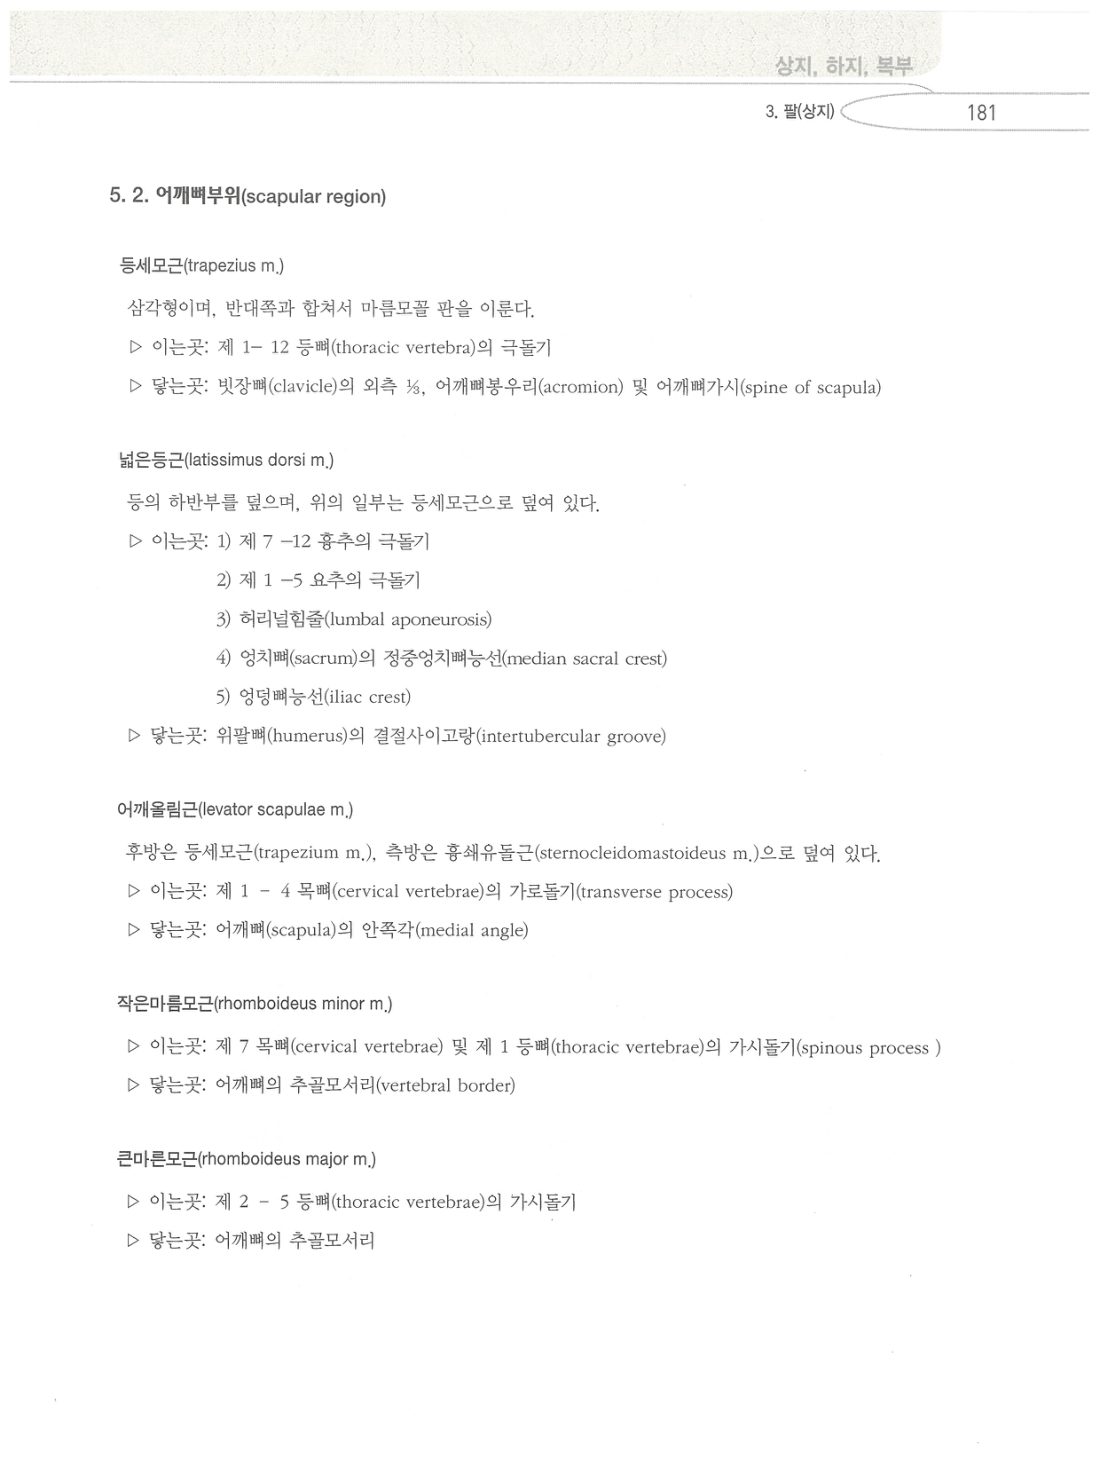 상지, 하지, 복부
3. 팔(상지)
181
5. 2. 어깨뼈부위(scapular region)
등세모근(trapezius m.)
삼각형이며, 반대쪽과 합쳐서 마름모꼴 판을 이룬다.
▷ 이는곳: 제 1– 12 등뼈(thoracic vertebra)의 극돌기
▷ 닿는곳: 빗장뼈(clavicle)의 외측 ⅓, 어깨뼈봉우리(acromion) 및 어깨뼈가시(spine of scapula)
넓은등근(latissimus dorsi m.)
등의 하반부를 덮으며, 위의 일부는 등세모근으로 덮여 있다.
▷ 이는곳: 1) 제 7 –12 흉추의 극돌기
2) 제 1 –5 요추의 극돌기
3) 허리널힘줄(lumbal aponeurosis)
4) 엉치뼈(sacrum)의 정중엉치뼈능선(median sacral crest)
5) 엉덩뼈능선(iliac crest)
▷ 닿는곳: 위팔뼈(humerus)의 결절사이고랑(intertubercular groove)
어깨올림근(levator scapulae m.)
후방은 등세모근(trapezium m.), 측방은 흉쇄유돌근(sternocleidomastoideus m.)으로 덮여 있다.
▷ 이는곳: 제 1 – 4 목뼈(cervical vertebrae)의 가로돌기(transverse process)
▷ 닿는곳: 어깨뼈(scapula)의 안쪽각(medial angle)
작은마름모근(rhomboideus minor m.)
▷ 이는곳: 제 7 목뼈(cervical vertebrae) 및 제 1 등뼈(thoracic vertebrae)의 가시돌기(spinous process )
▷ 닿는곳: 어깨뼈의 추골모서리(vertebral border)
큰마른모근(rhomboideus major m.)
▷ 이는곳: 제 2 – 5 등뼈(thoracic vertebrae)의 가시돌기
▷ 닿는곳: 어깨뼈의 추골모서리